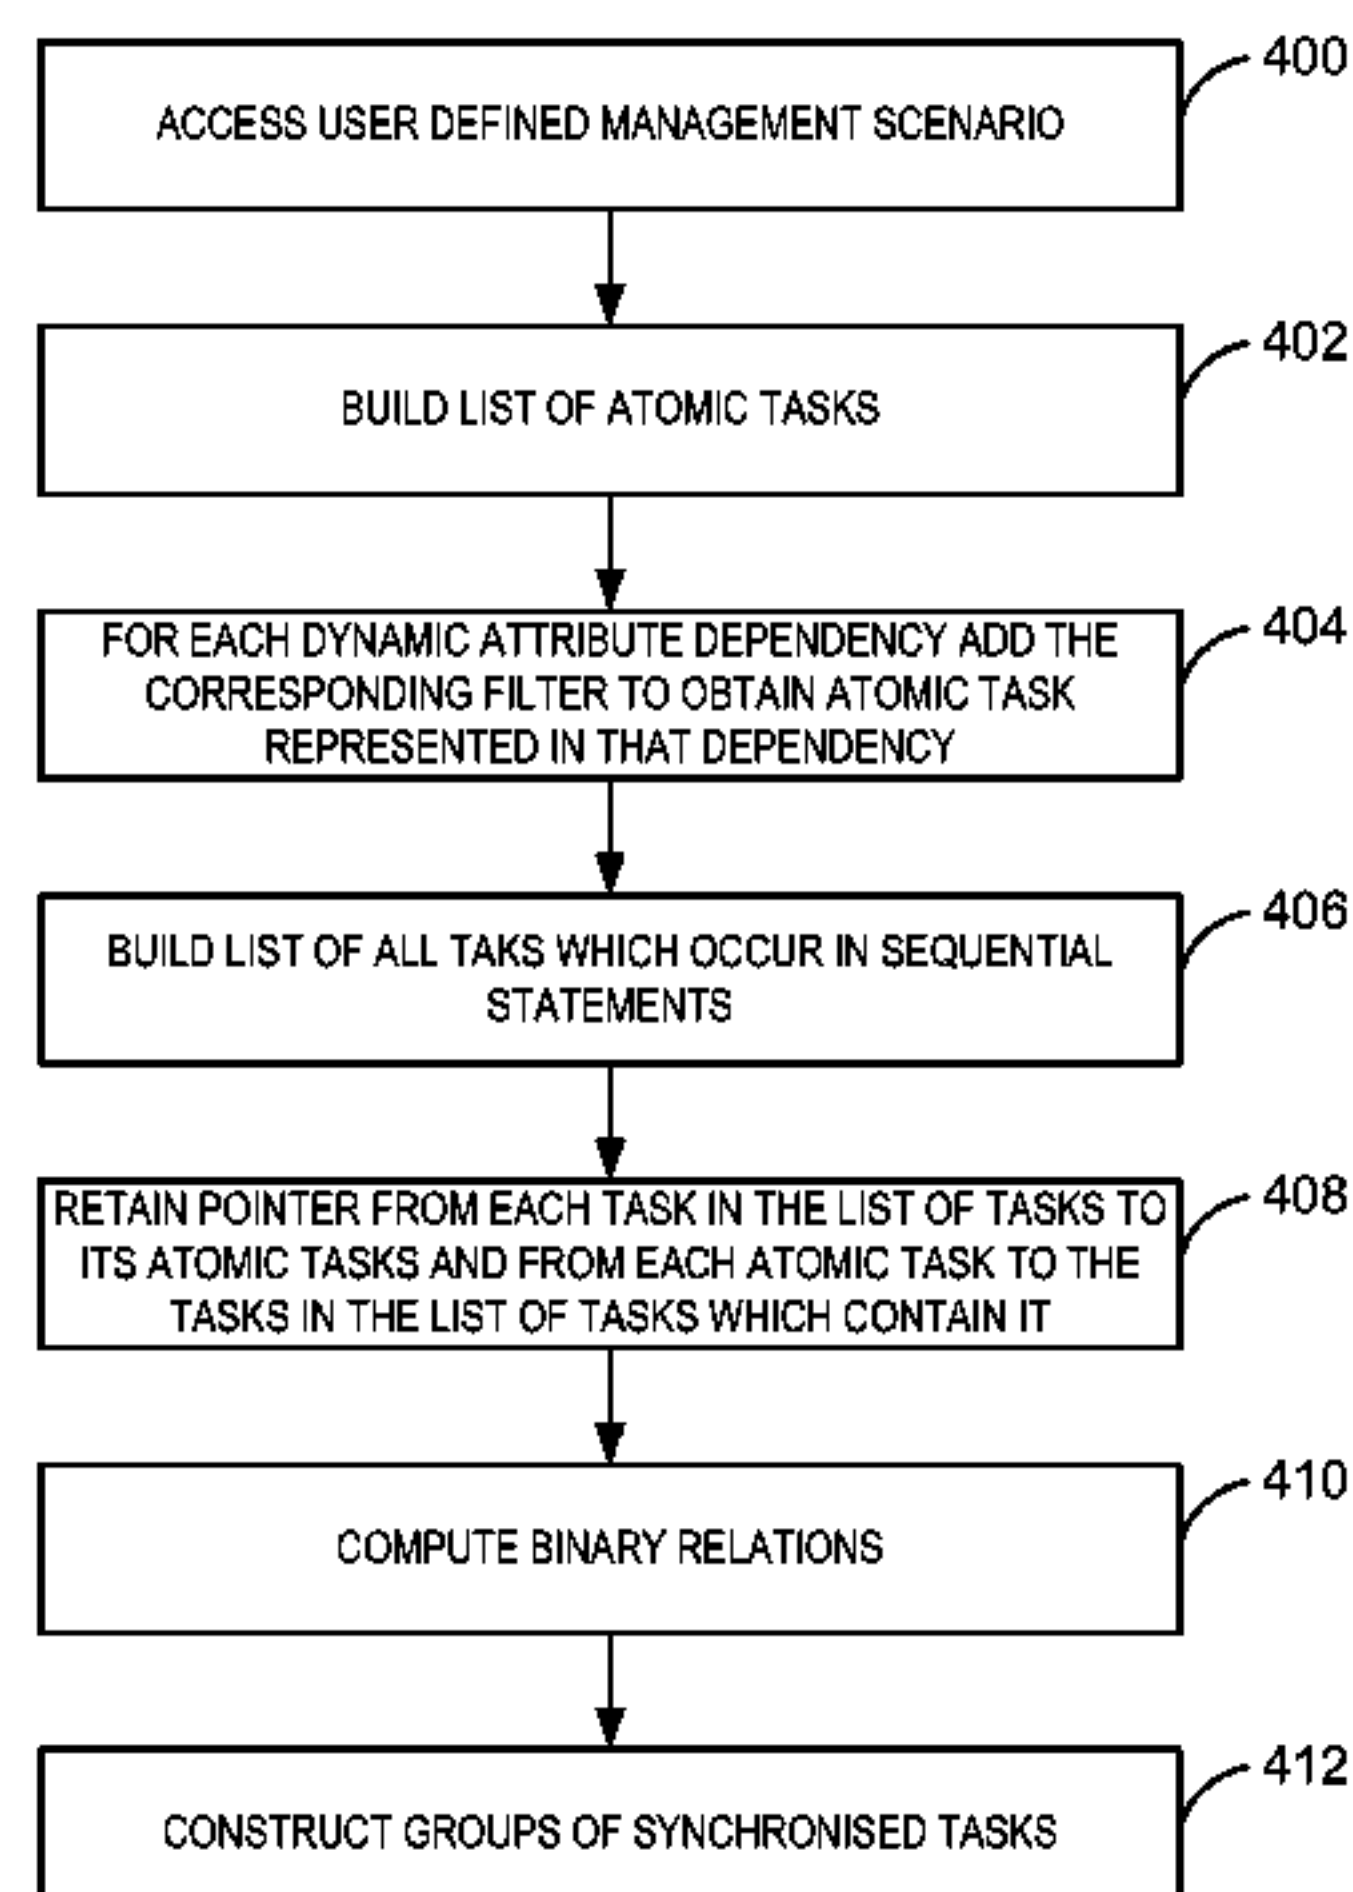 400
ACCESS USER DEFINED MANAGEMENT SCENARIO
402
BUILD LIST OF ATOMIC TASKS
404
FOR EACH DYNAMIC ATTRIBUTE DEPENDENCY ADD THE
CORRESPONDING FILTER TO OBTAIN ATOMIC TASK
REPRESENTED IN THAT DEPENDENCY
406
BUILD LIST OF ALL TAKS WHICH OCCUR IN SEQUENTIAL
STATEMENTS
408
RETAIN POINTER FROM EACH TASK IN THE LIST OF TASKS TO
ITS ATOMIC TASKS AND FROM EACH ATOMIC TASK TO THE
TASKS IN THE LIST OF TASKS WHICH CONTAIN IT
410
COMPUTE BINARY RELATIONS
412
CONSTRUCT GROUPS OF SYNCHRONISED TASKS